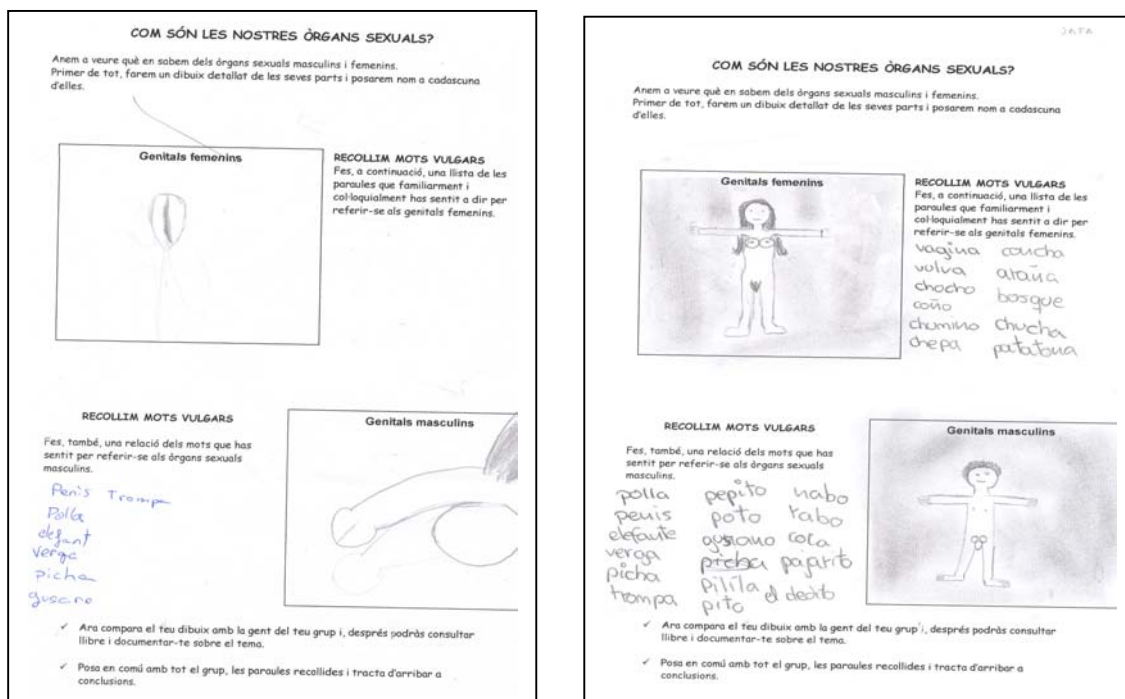 COM SÓN LES NOSTRES ÒRGANS SEXUALS?
Anem a veure què en sabem dels òrgans sexuals masculins i femenins.
Primer de tot, farem un dibuix detallat de les seves parts i posarem nom a cadascuna
d'elles.
Genitals femenins
RECOLLIM MOTS VULGARS
Fes, a continuació, una llista de les
paraules que familiarment i
col·loquialment has sentit a dir per
referir-se als genitals femenins.
RECOLLIM MOTS VULGARS
Fes, també, una relació dels mots que has
sentit per referir-se als òrgans sexuals
masculins.
Penis Trompa
Polla
elefant
verga
picha
gusano
Genitals masculins
✓ Ara compara el teu dibuix amb la gent del teu grup i, després podràs consultar
llibre i documentar-te sobre el tema.
✓ Posa en comú amb tot el grup, les paraules recollides i tracta d'arribar a
conclusions.
COM SÓN LES NOSTRES ÒRGANS SEXUALS?
Anem a veure què en sabem dels òrgans sexuals masculins i femenins.
Primer de tot, farem un dibuix detallat de les seves parts i posarem nom a cadascuna
d'elles.
Genitals femenins
RECOLLIM MOTS VULGARS
Fes, a continuació, una llista de les
paraules que familiarment i
col·loquialment has sentit a dir per
referir-se als genitals femenins.
vagina concha
vulva araña
chocho bosque
coño
chumino chucha
chepa patatona
RECOLLIM MOTS VULGARS
Fes, també, una relació dels mots que has
sentit per referir-se als òrgans sexuals
masculins.
polla pepito nabo
penis poto rabo
elefante gusano cola
verga picha pajarito
picha pilila el dedito
trompa pito
Genitals masculins
✓ Ara compara el teu dibuix amb la gent del teu grup i, després podràs consultar
llibre i documentar-te sobre el tema.
✓ Posa en comú amb tot el grup, les paraules recollides i tracta d'arribar a
conclusions.